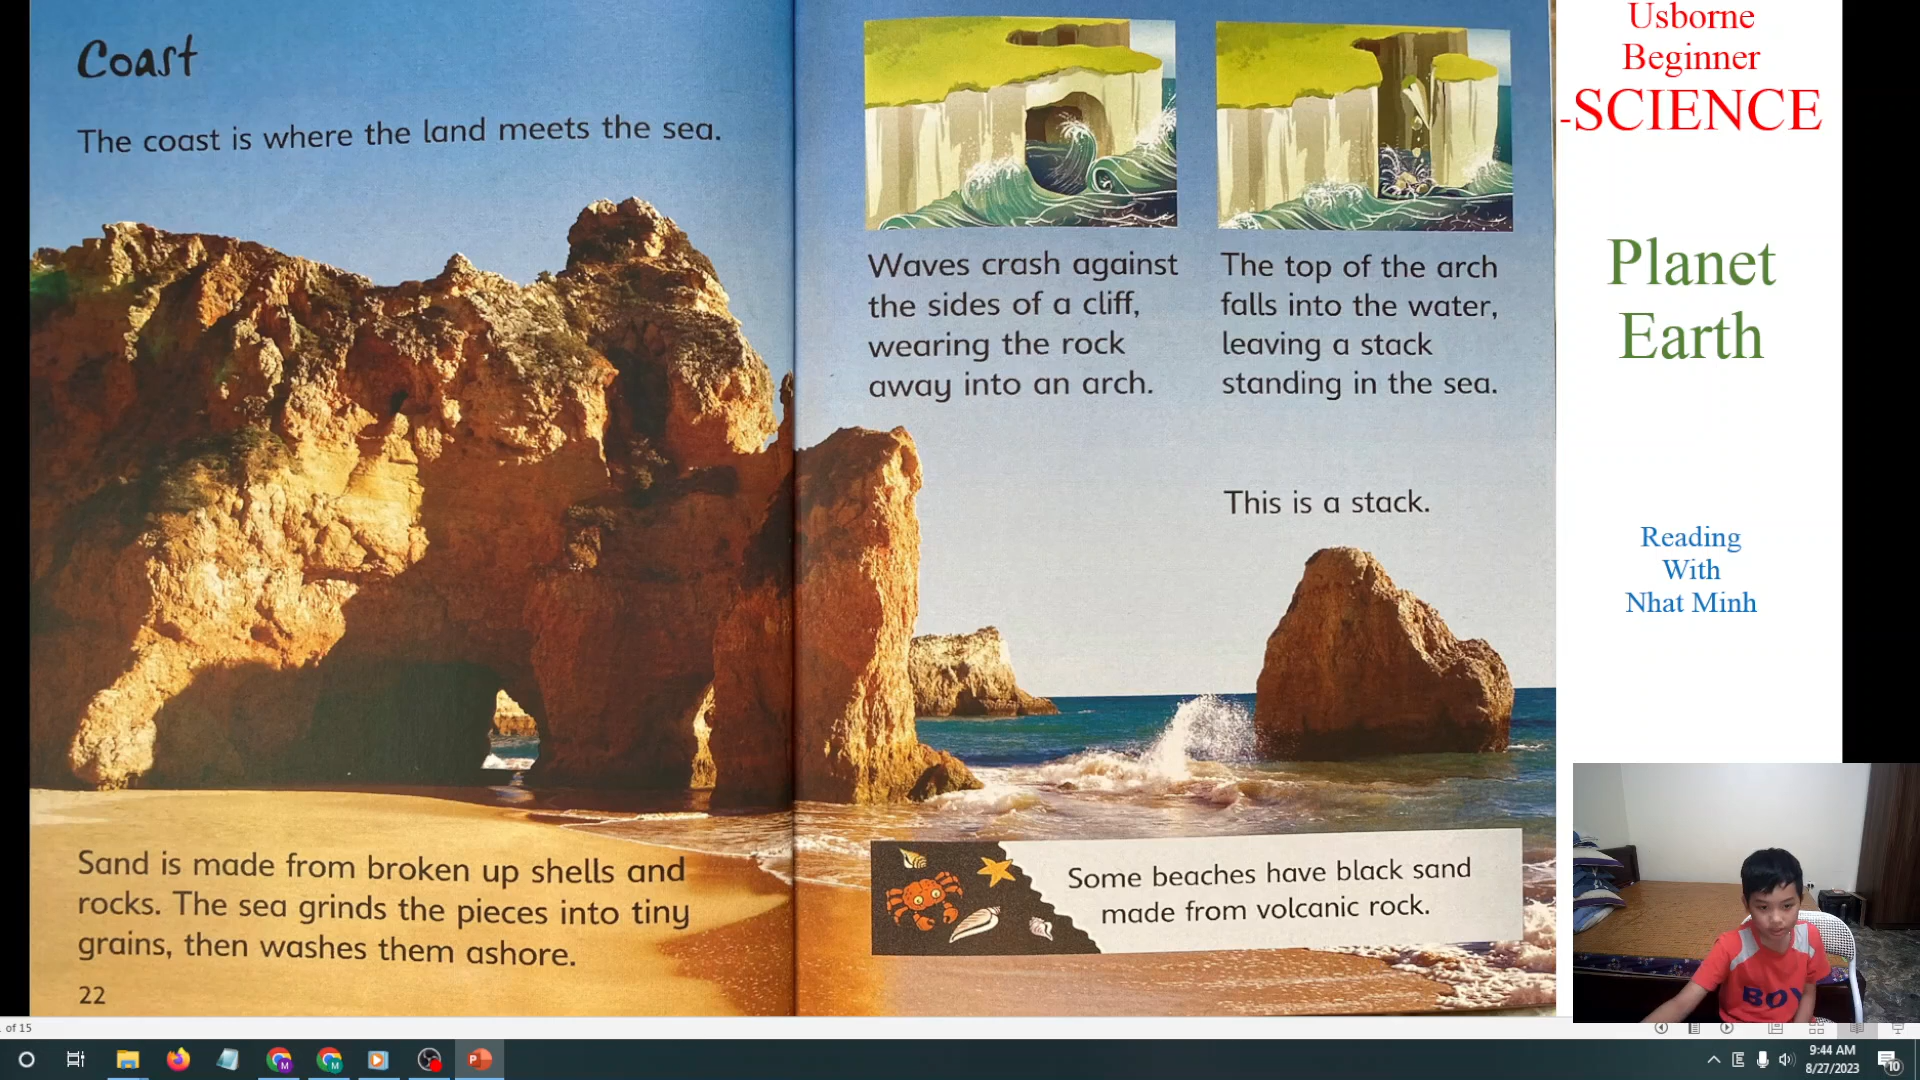 Coast
The coast is where the land meets the sea.
Sand is made from broken up shells and
rocks. The sea grinds the pieces into tiny
grains, then washes them ashore.
22
Waves crash against
the sides of a cliff,
wearing the rock
away into an arch.
The top of the arch
falls into the water,
leaving a stack
standing in the sea.
This is a stack.
Some beaches have black sand
made from volcanic rock.
Usborne
Beginner
-SCIENCE
Planet
Earth
Reading
With
Nhat Minh
BOY
of 15
9:44 AM
8/27/2023
10